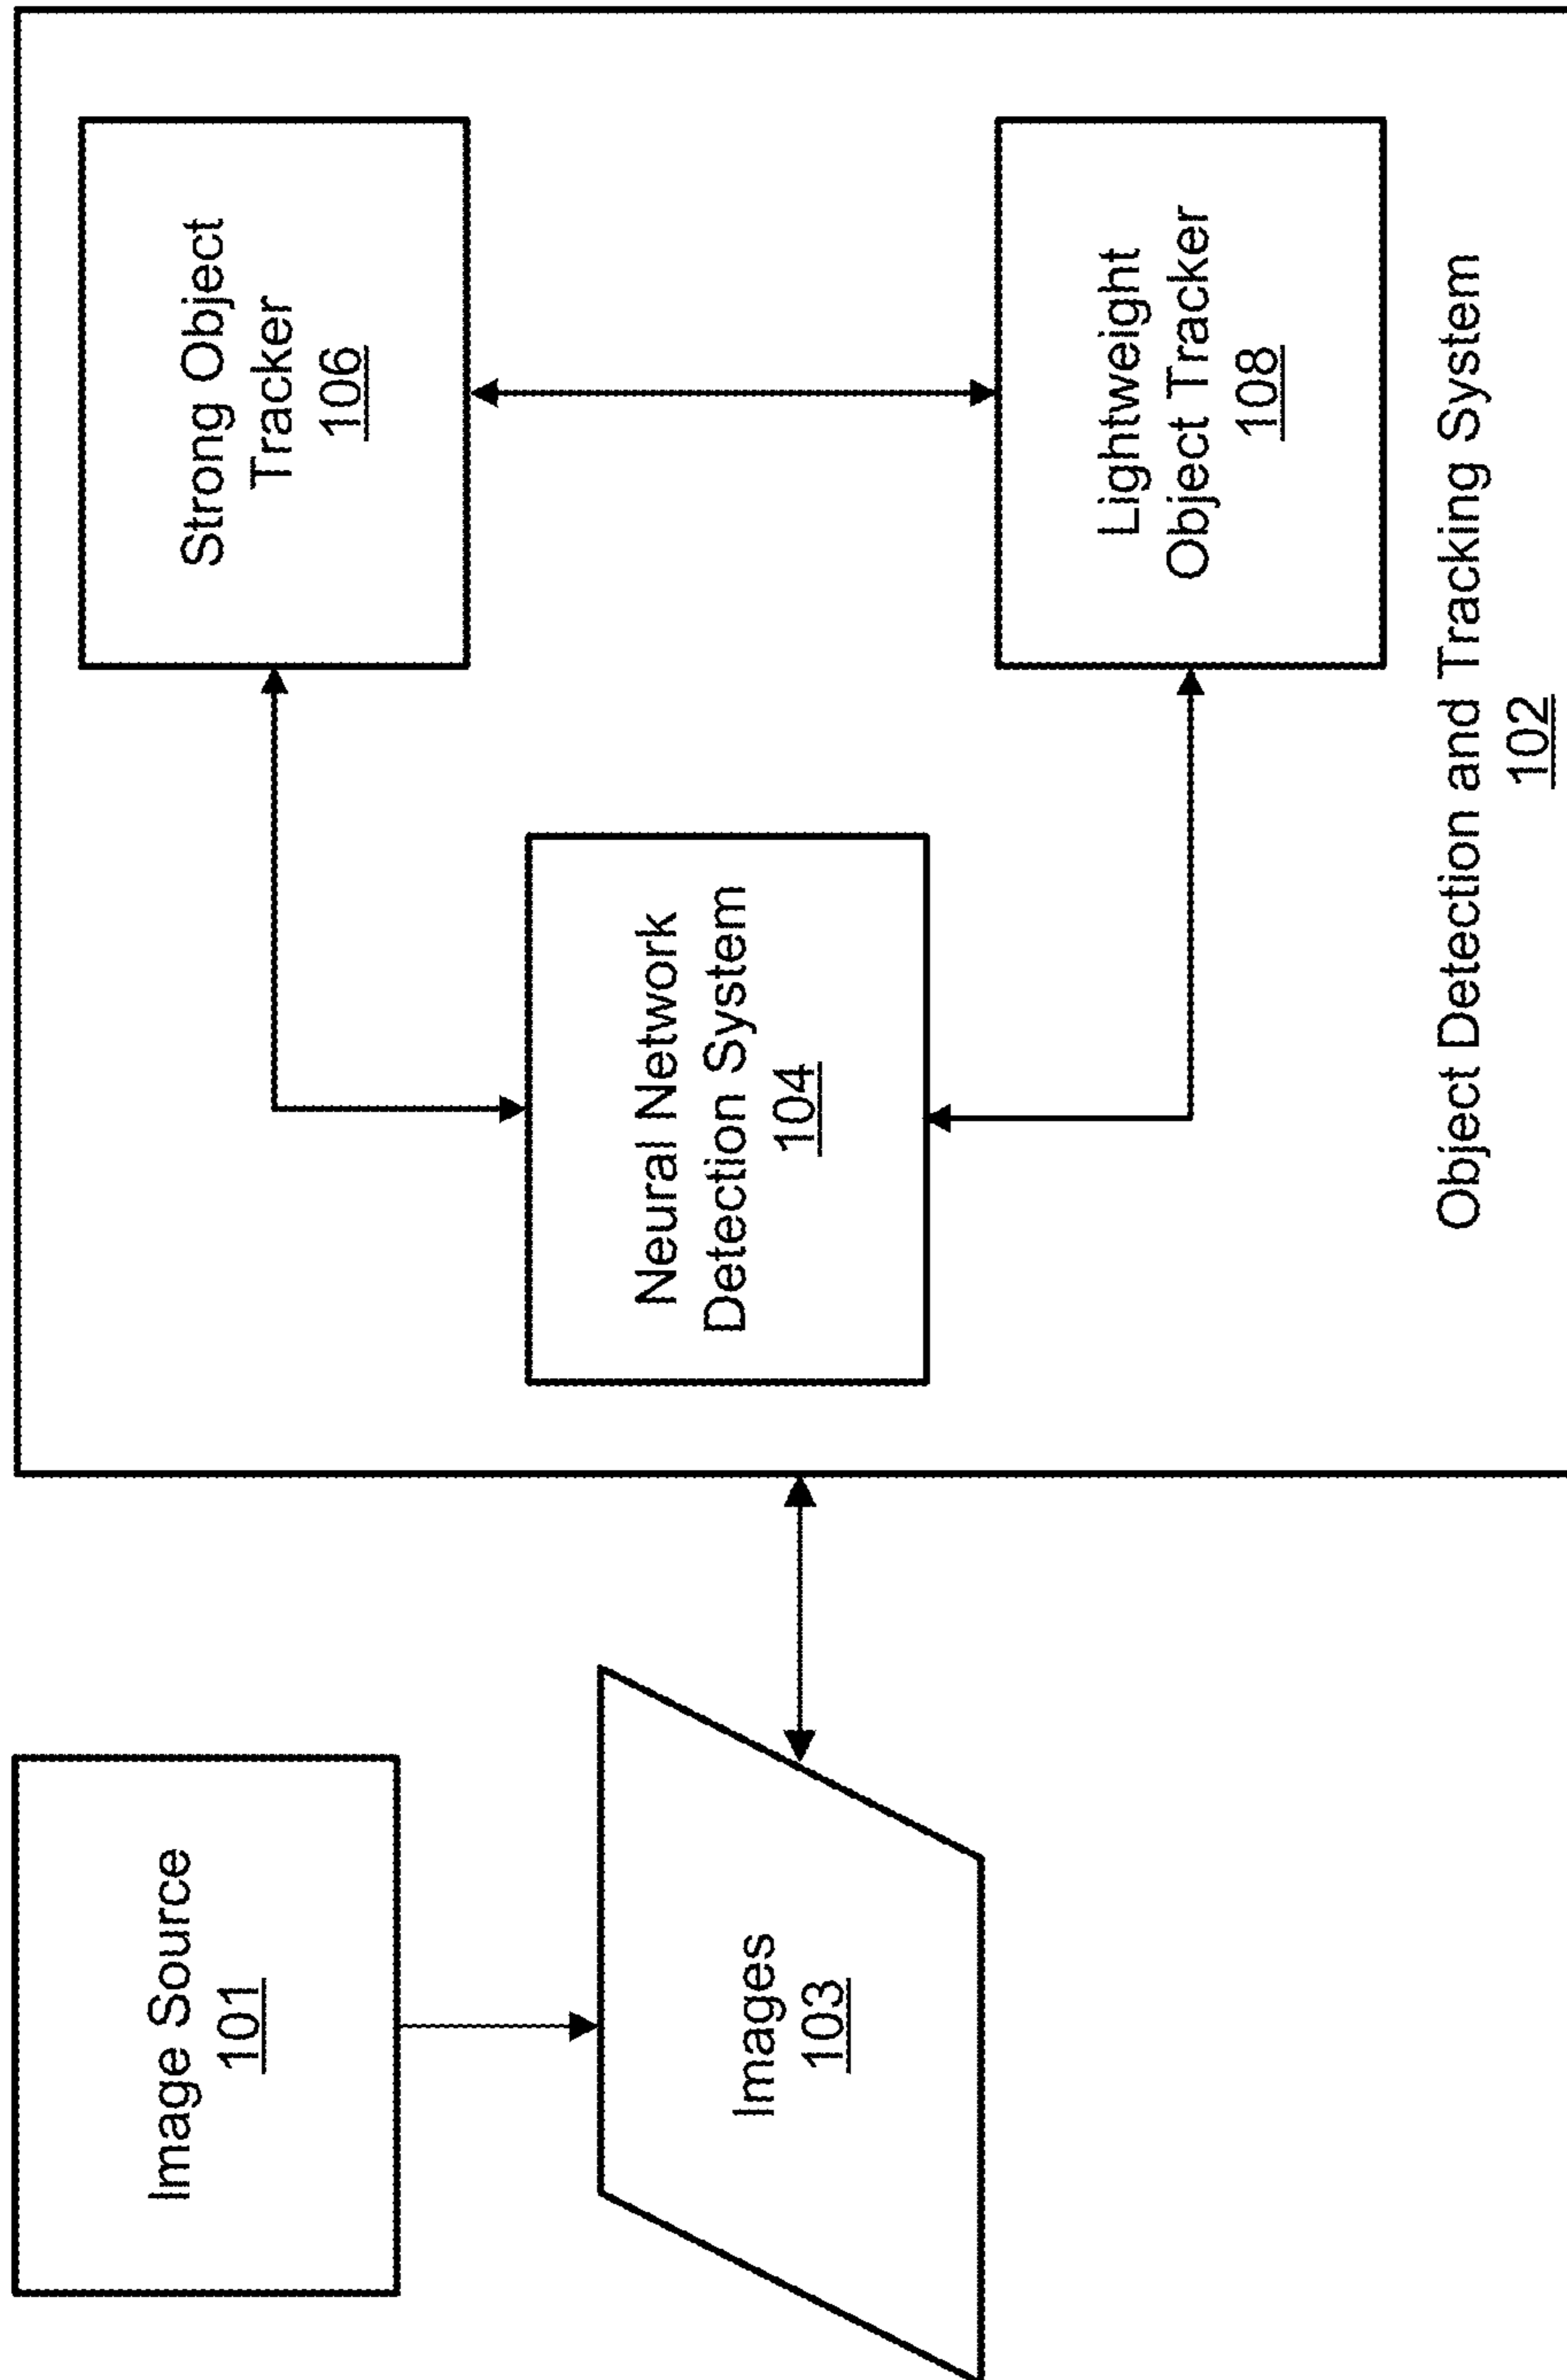 Image Source
101
Images
103
Neural Network
Detection System
104
Strong Object
Tracker
106
Lightweight
Object Tracker
108
Object Detection and Tracking System
102